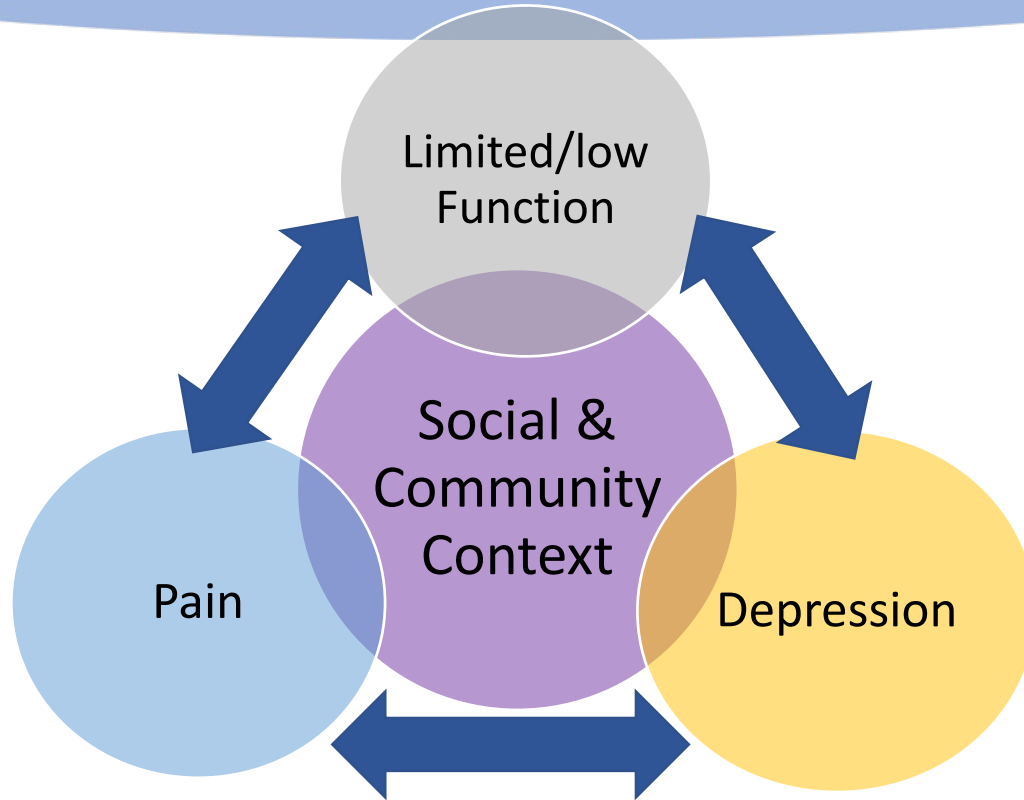 Limited/low
Function
Social &
Community
Context
Pain
Depression